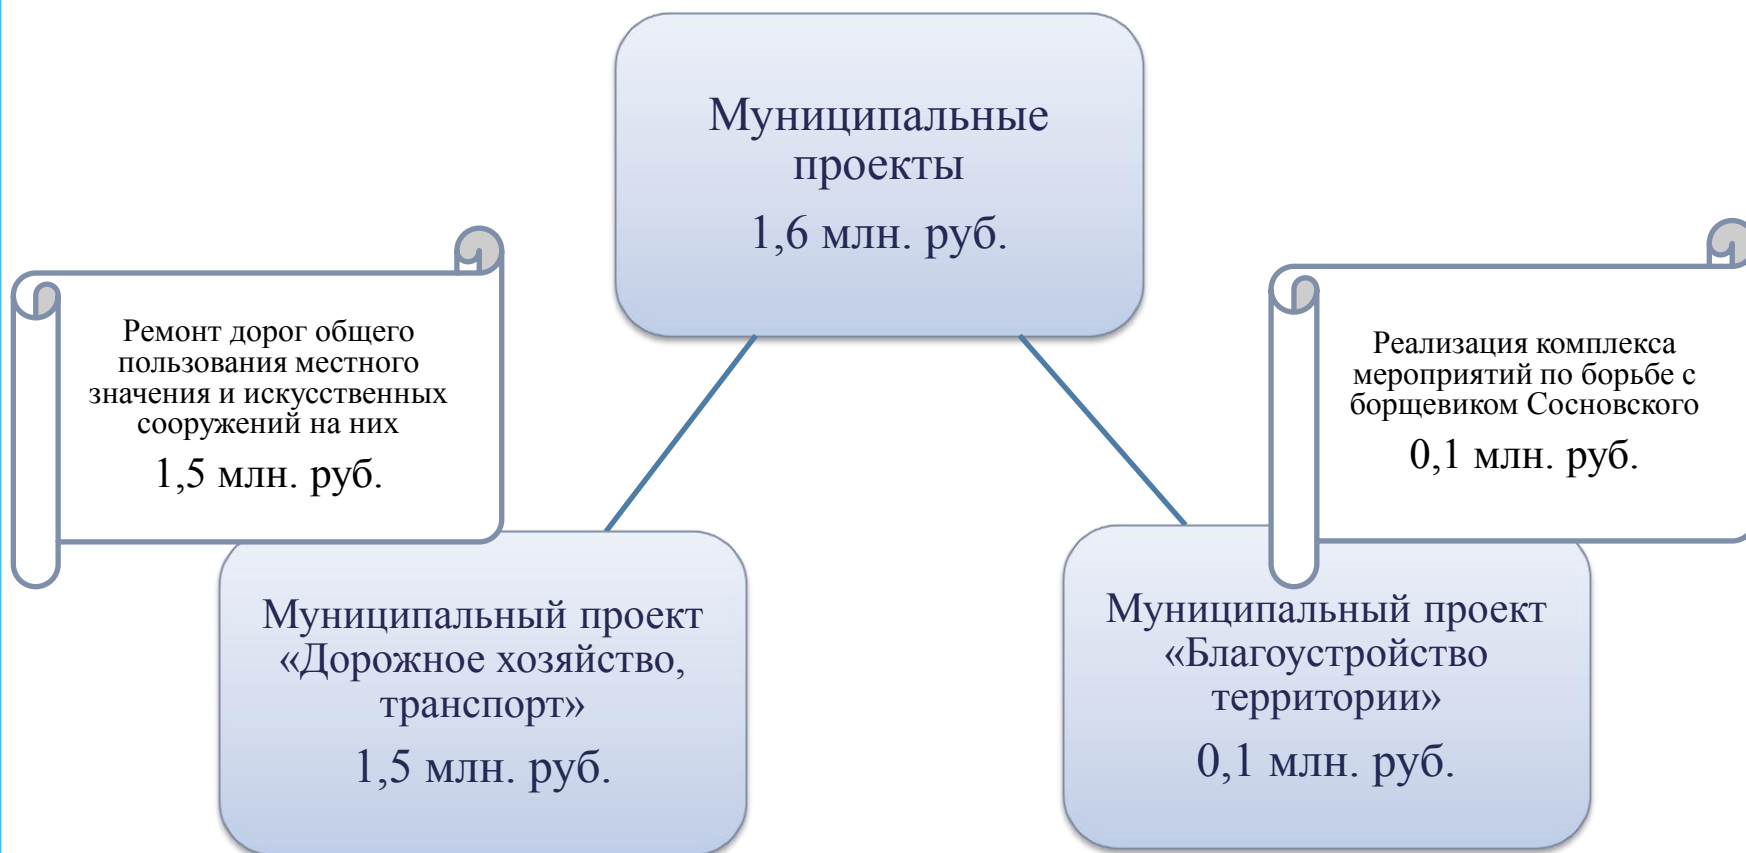 Муниципальные
проекты
1,6 млн. руб.
Ремонт дорог общего
пользования местного
значения и искусственных
сооружений на них
1,5 млн. руб.
Реализация комплекса
мероприятий по борьбе с
борщевиком Сосновского
0,1 млн. руб.
Муниципальный проект
«Дорожное хозяйство,
транспорт»
1,5 млн. руб.
Муниципальный проект
«Благоустройство
территории»
0,1 млн. руб.